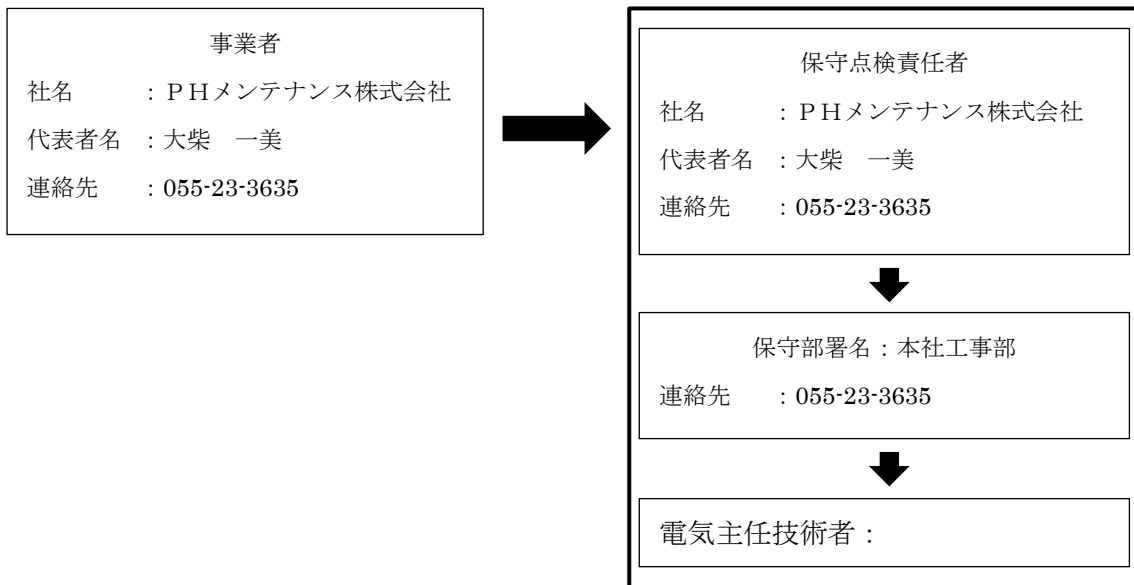 事業者
社名　　：ＰＨメンテナンス株式会社
代表者名　：大柴　一美
連絡先　　：055-23-3635
保守点検責任者
社名　　：ＰＨメンテナンス株式会社
代表者名　：大柴　一美
連絡先　　：055-23-3635
保守部署名：本社工事部
連絡先　　：055-23-3635
電気主任技術者：